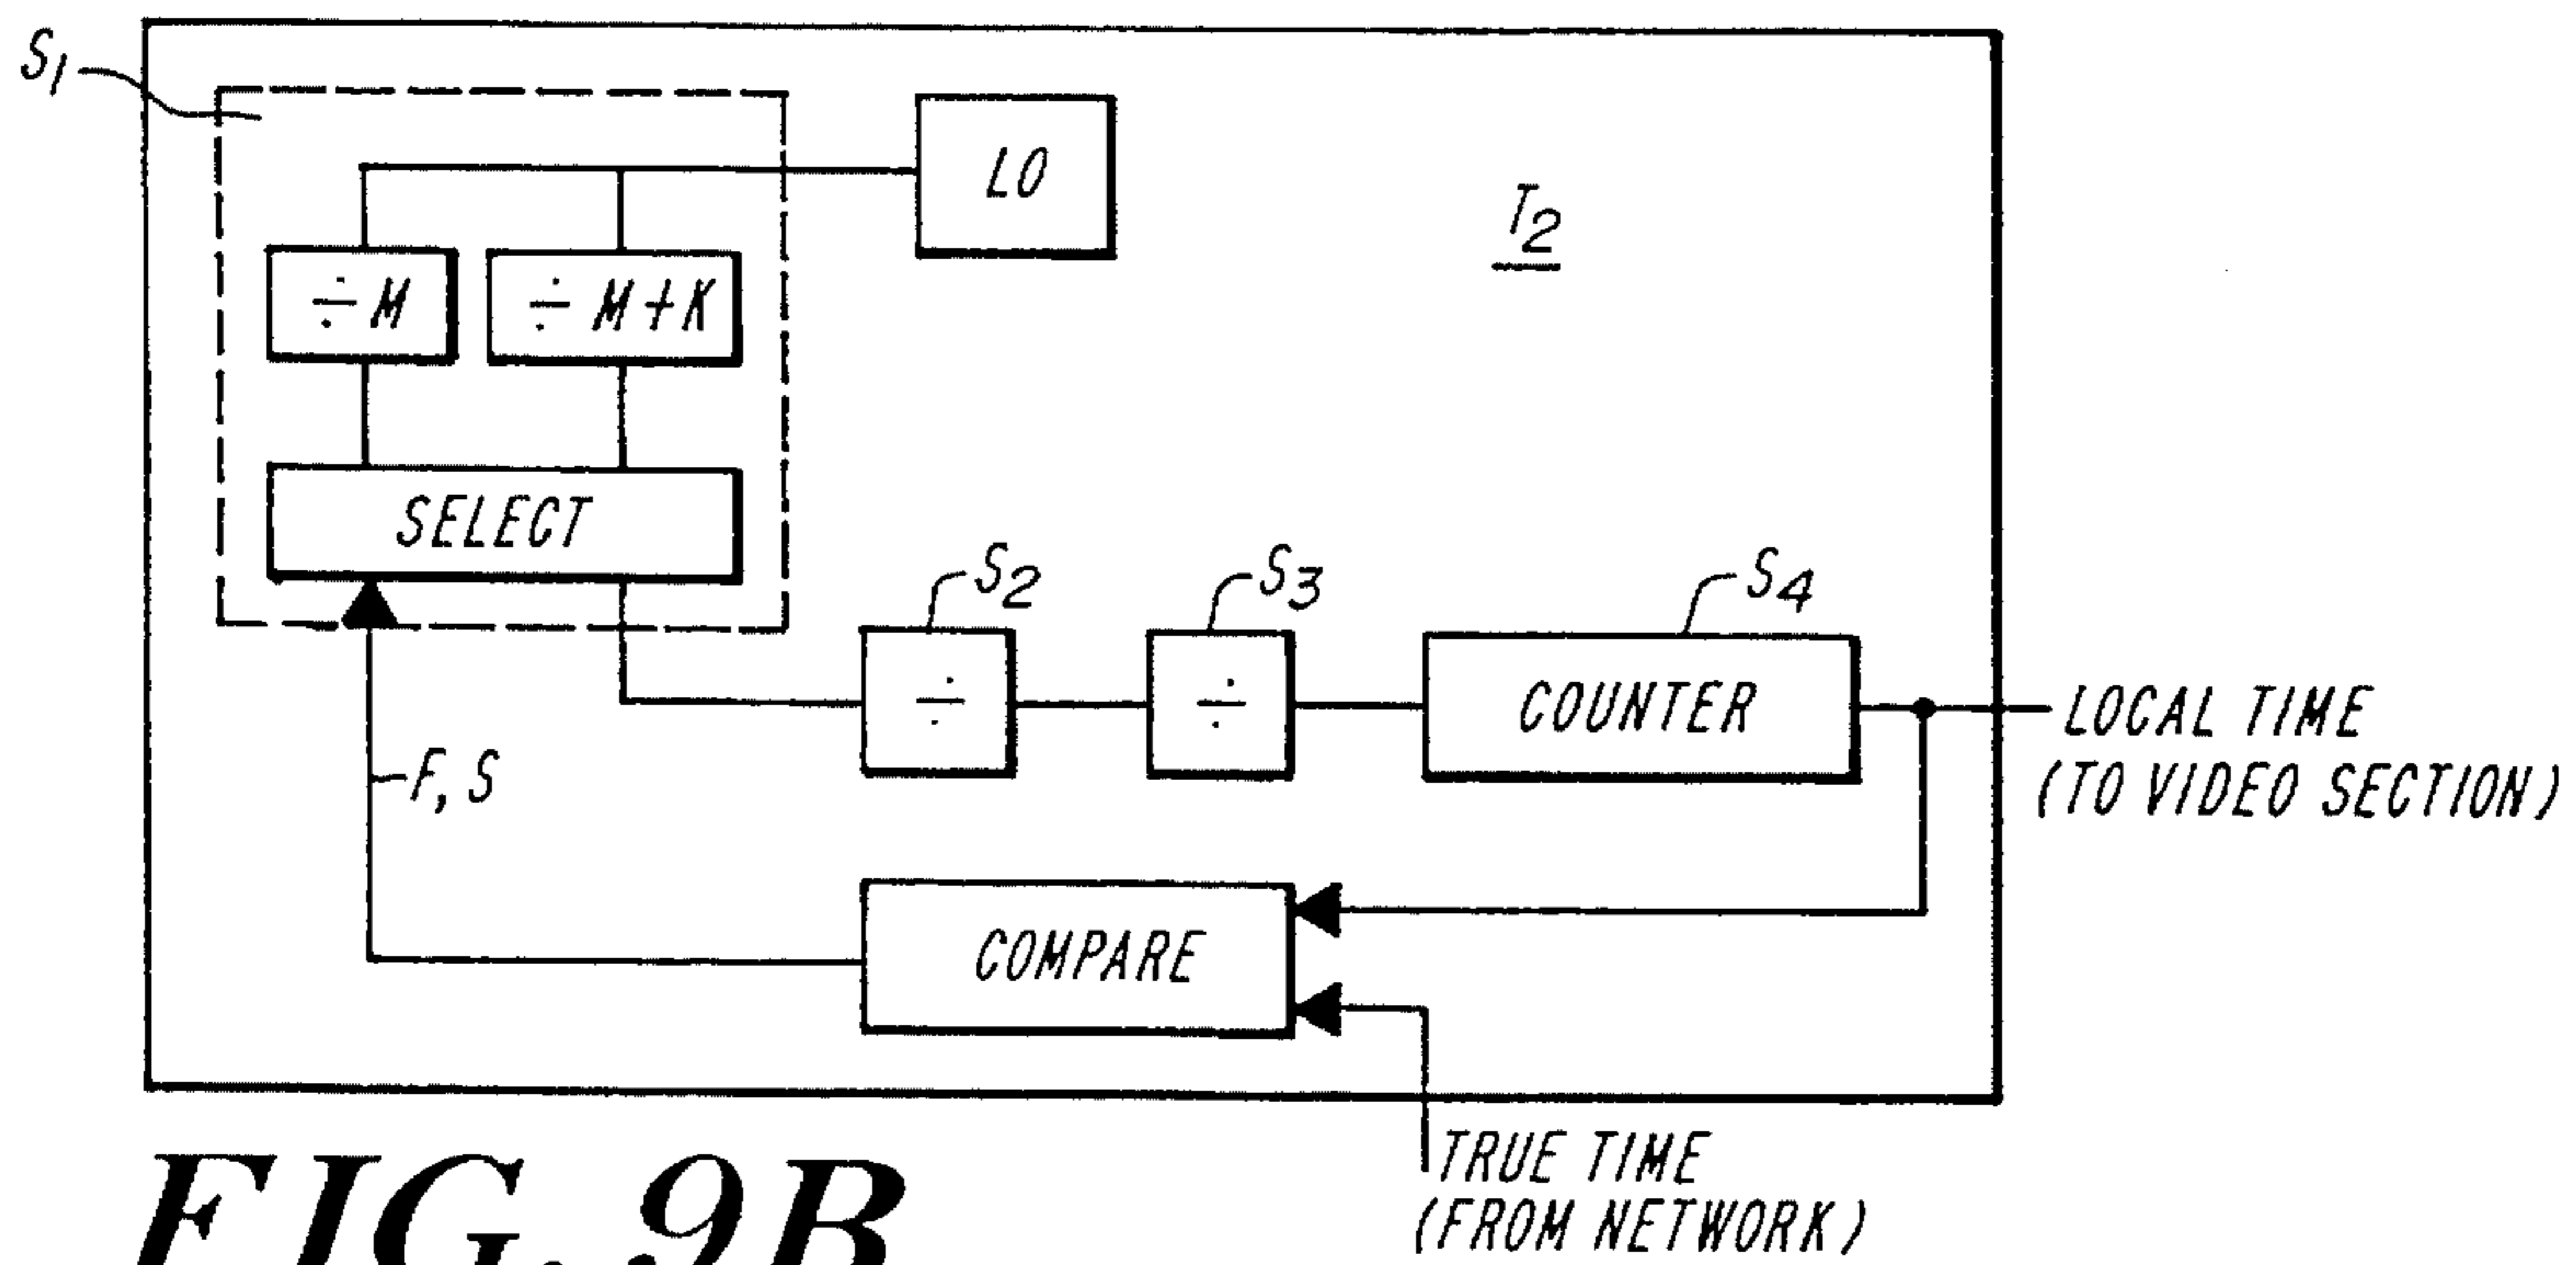 S1
LO
T2
÷ M
÷ M+K
SELECT
S2
S3
S4
÷
÷
COUNTER
LOCAL TIME
(TO VIDEO SECTION)
F, S
COMPARE
TRUE TIME
(FROM NETWORK)
FIG. 9B